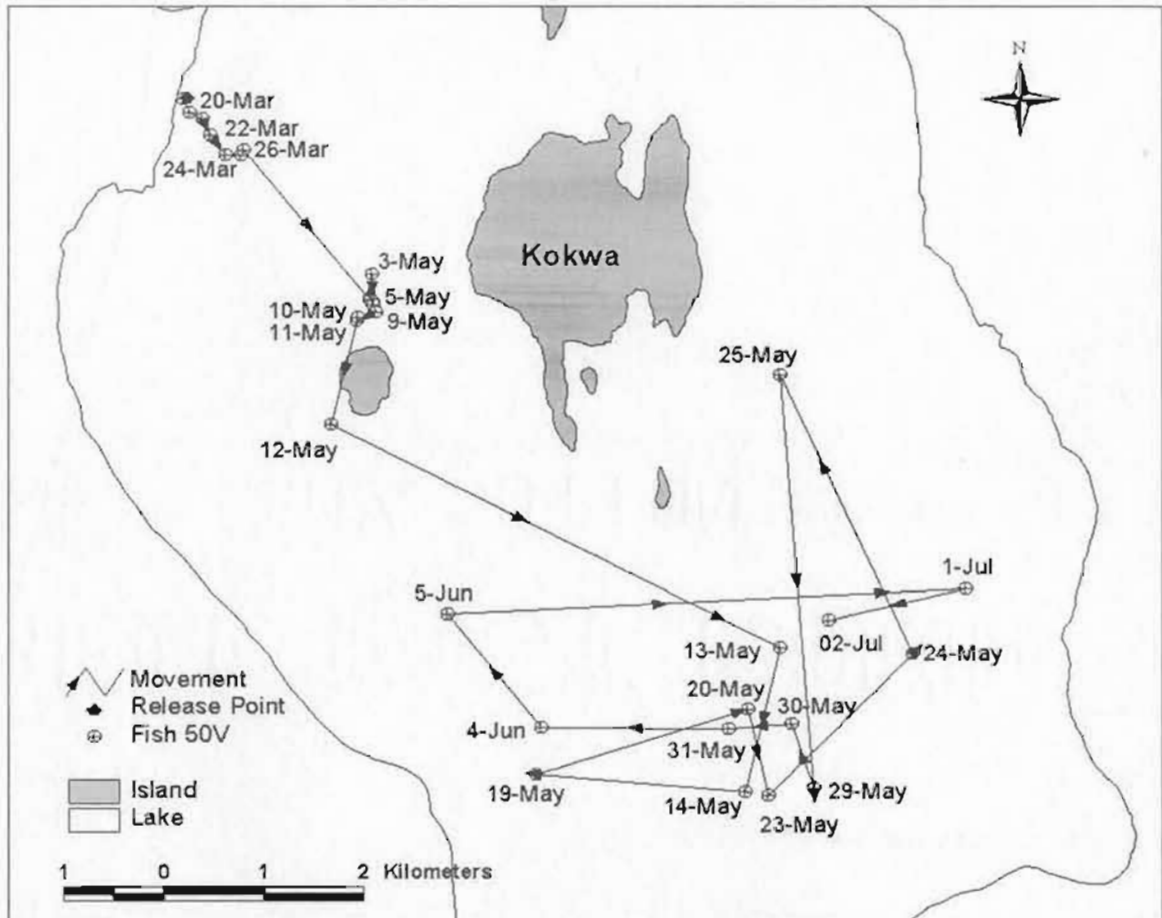 N
20-Mar
22-Mar
26-Mar
24-Mar
Kokwa
3-May
5-May
10-May
9-May
11-May
25-May
12-May
1-Jul
5-Jun
02-Jul
13-May
24-May
Movement
20-May
Release Point
30-May
Fish 50V
4-Jun
31-May
Island
19-May
14-May
29-May
Lake
23-May
1 0 1 2 Kilometers